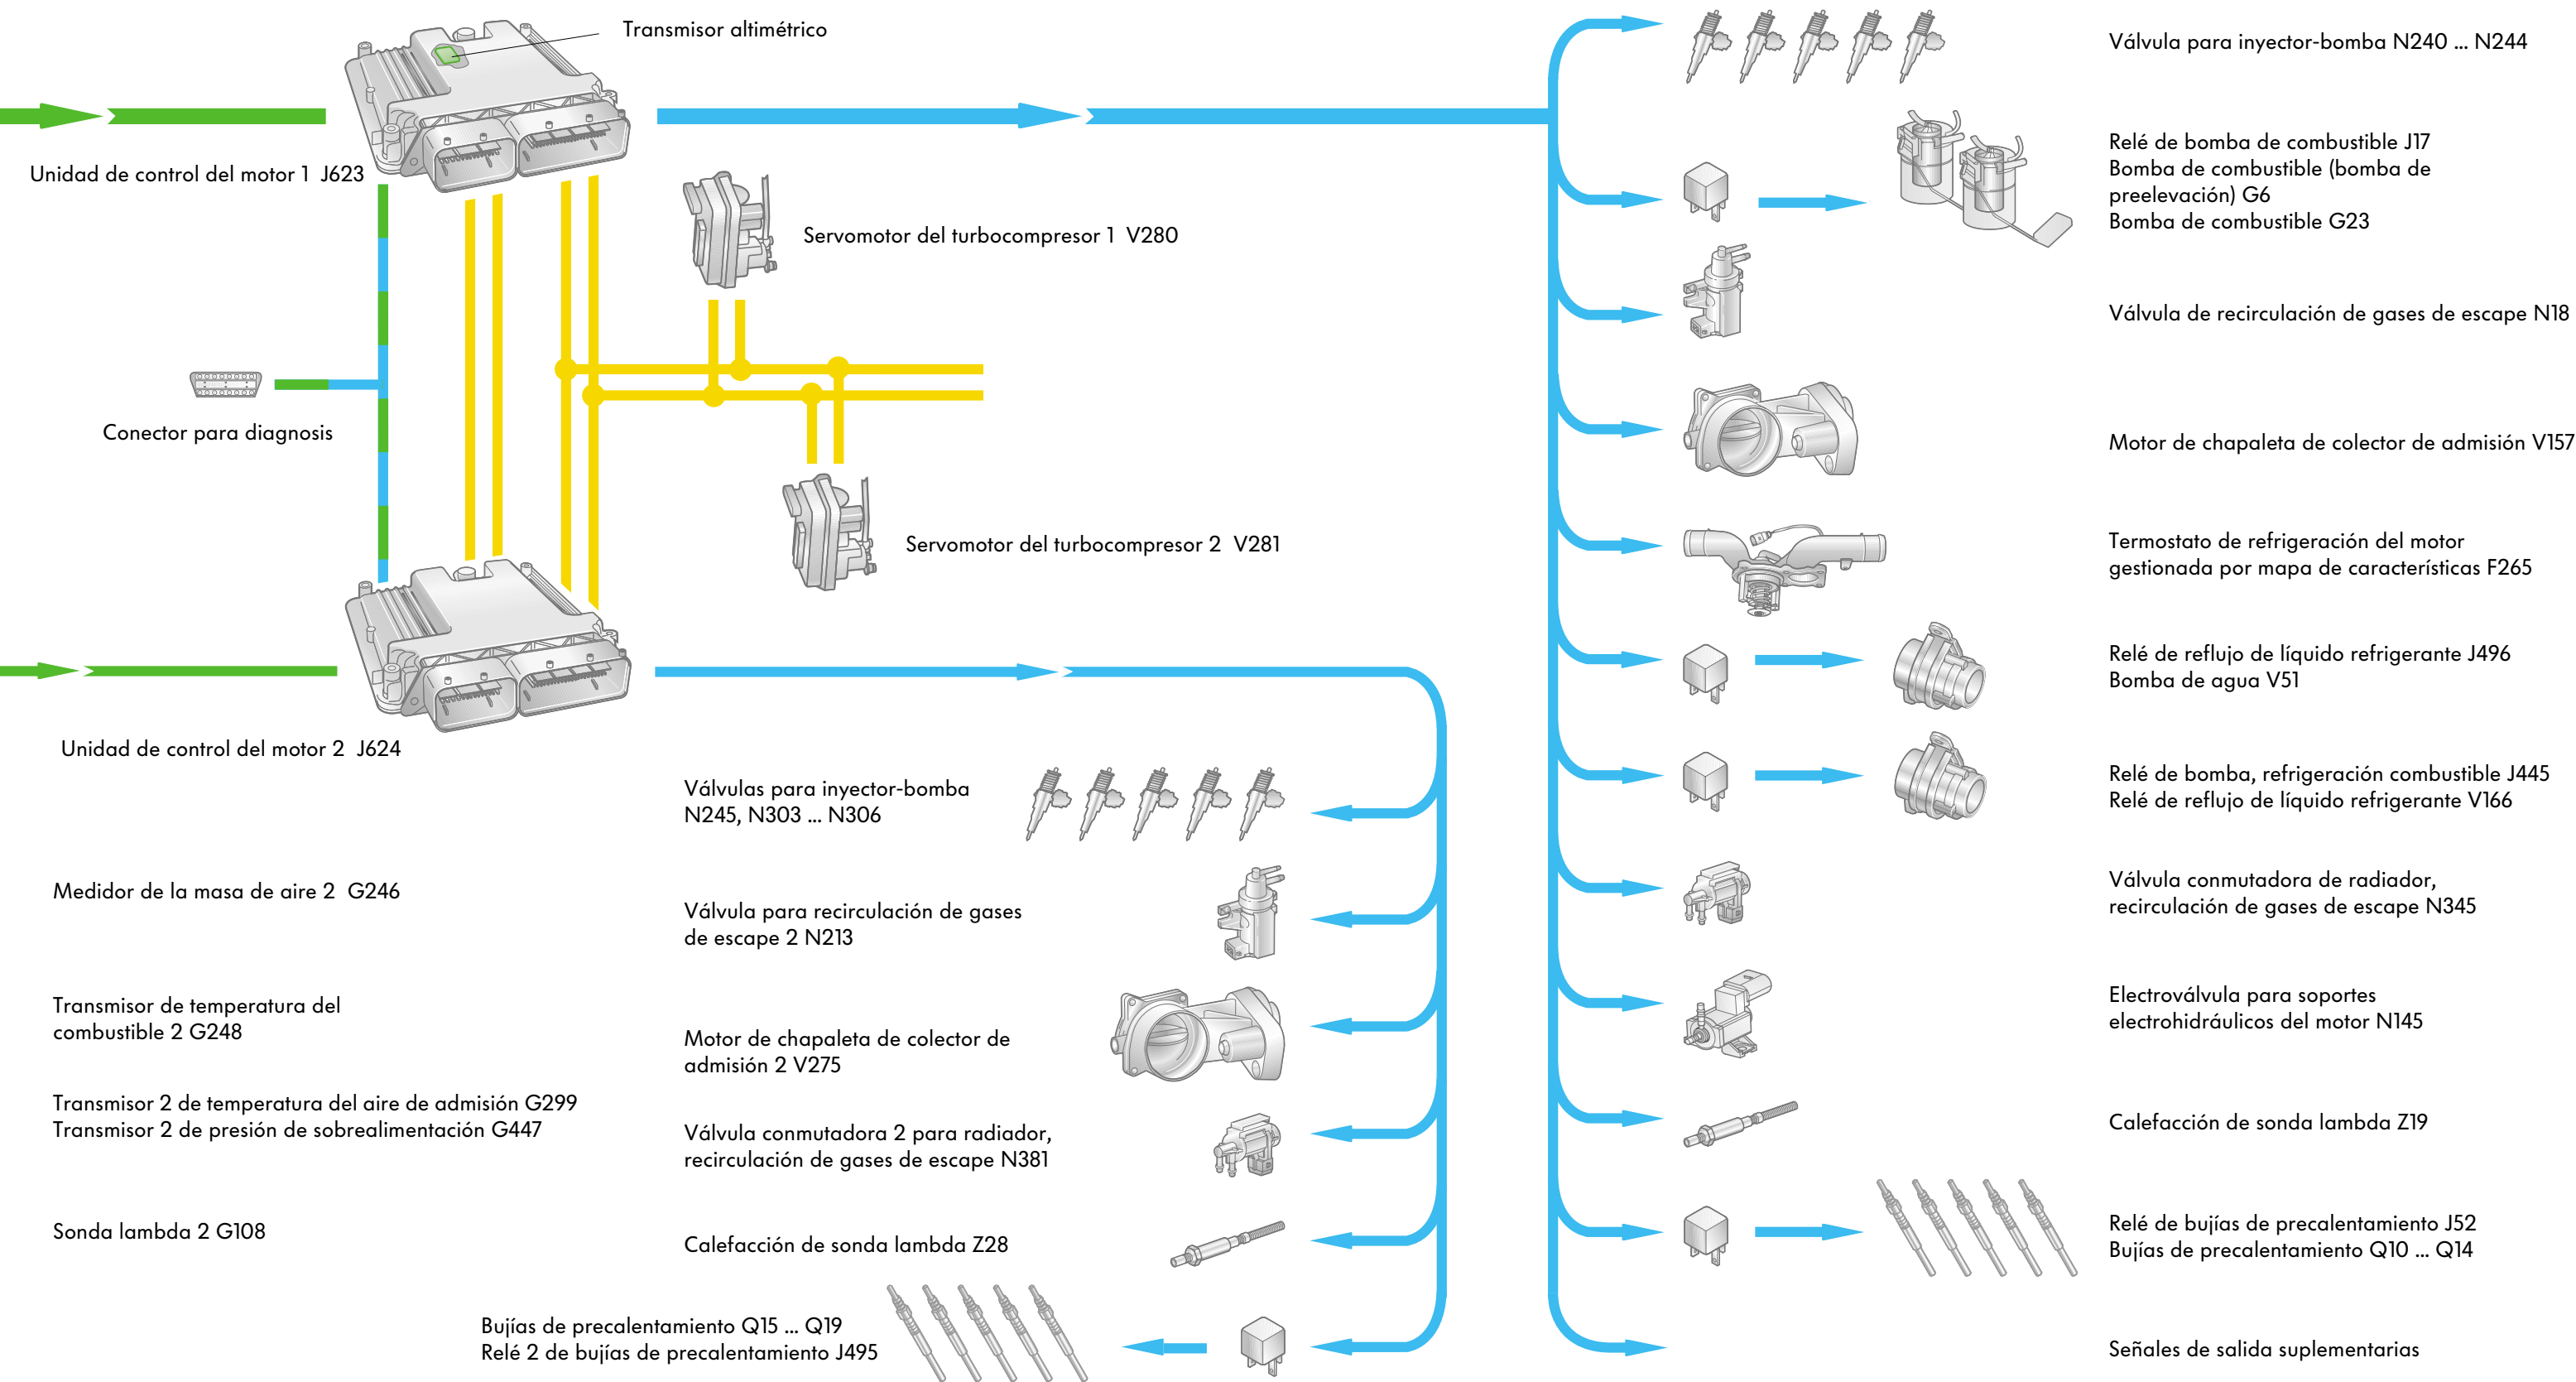 Transmisor altimétrico
Unidad de control del motor 1 J623
Servomotor del turbocompresor 1 V280
Conector para diagnosis
Servomotor del turbocompresor 2 V281
Unidad de control del motor 2 J624
Medidor de la masa de aire 2 G246
Transmisor de temperatura del
combustible 2 G248
Transmisor 2 de temperatura del aire de admisión G299
Transmisor 2 de presión de sobrealimentación G447
Sonda lambda 2 G108
Válvulas para inyector-bomba
N245, N303 ... N306
Válvula para recirculación de gases
de escape 2 N213
Motor de chapaleta de colector de
admisión 2 V275
Válvula conmutadora 2 para radiador,
recirculación de gases de escape N381
Calefacción de sonda lambda Z28
Bujías de precalentamiento Q15 ... Q19
Relé 2 de bujías de precalentamiento J495
Válvula para inyector-bomba N240 ... N244
Relé de bomba de combustible J17
Bomba de combustible (bomba de
preelevación) G6
Bomba de combustible G23
Válvula de recirculación de gases de escape N18
Motor de chapaleta de colector de admisión V157
Termostato de refrigeración del motor
gestionada por mapa de características F265
Relé de reflujo de líquido refrigerante J496
Bomba de agua V51
Relé de bomba, refrigeración combustible J445
Relé de reflujo de líquido refrigerante V166
Válvula conmutadora de radiador,
recirculación de gases de escape N345
Electroválvula para soportes
electrohidráulicos del motor N145
Calefacción de sonda lambda Z19
Relé de bujías de precalentamiento J52
Bujías de precalentamiento Q10 ... Q14
Señales de salida suplementarias